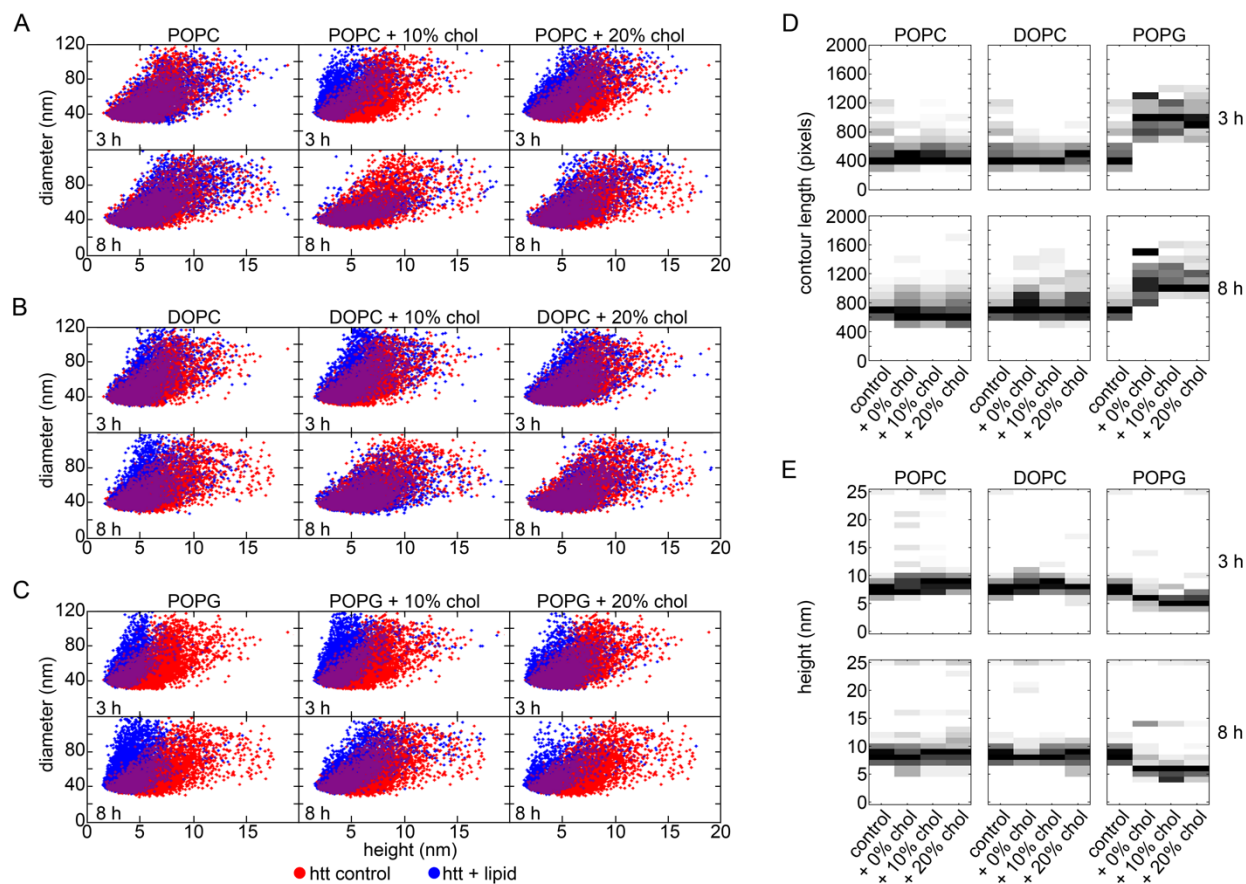 A
POPC POPC + 10% chol POPC + 20% chol
120
80
40
3 h 3 h 3 h
diameter (nm)
80
40
0
8 h 8 h 8 h
0 5 10 15 5 10 15 5 10 15 20
B
DOPC DOPC + 10% chol DOPC + 20% chol
120
80
40
3 h 3 h 3 h
diameter (nm)
80
40
0
8 h 8 h 8 h
0 5 10 15 5 10 15 5 10 15 20
C
POPG POPG + 10% chol POPG + 20% chol
120
80
40
3 h 3 h 3 h
diameter (nm)
80
40
0
8 h 8 h 8 h
0 5 10 15 5 10 15 5 10 15 20
height (nm)
htt control htt + lipid
D
POPC DOPC POPG
2000
1600
1200
800
400
0
3 h
contour length (pixels)
2000
1600
1200
800
400
0
8 h
control + 0% chol + 10% chol + 20% chol control + 0% chol + 10% chol + 20% chol control + 0% chol + 10% chol + 20% chol
E
POPC DOPC POPG
25
20
15
10
5
0
3 h
height (nm)
25
20
15
10
5
0
8 h
control + 0% chol + 10% chol + 20% chol control + 0% chol + 10% chol + 20% chol control + 0% chol + 10% chol + 20% chol